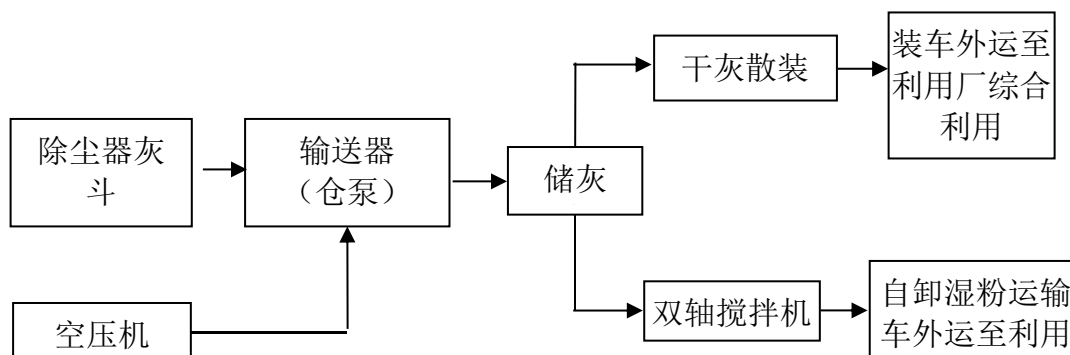 除尘器灰
斗
空压机
输送器
（仓泵）
储灰
干灰散装
装车外运至
利用厂综合
利用
双轴搅拌机
自卸湿粉运输
车外运至利用